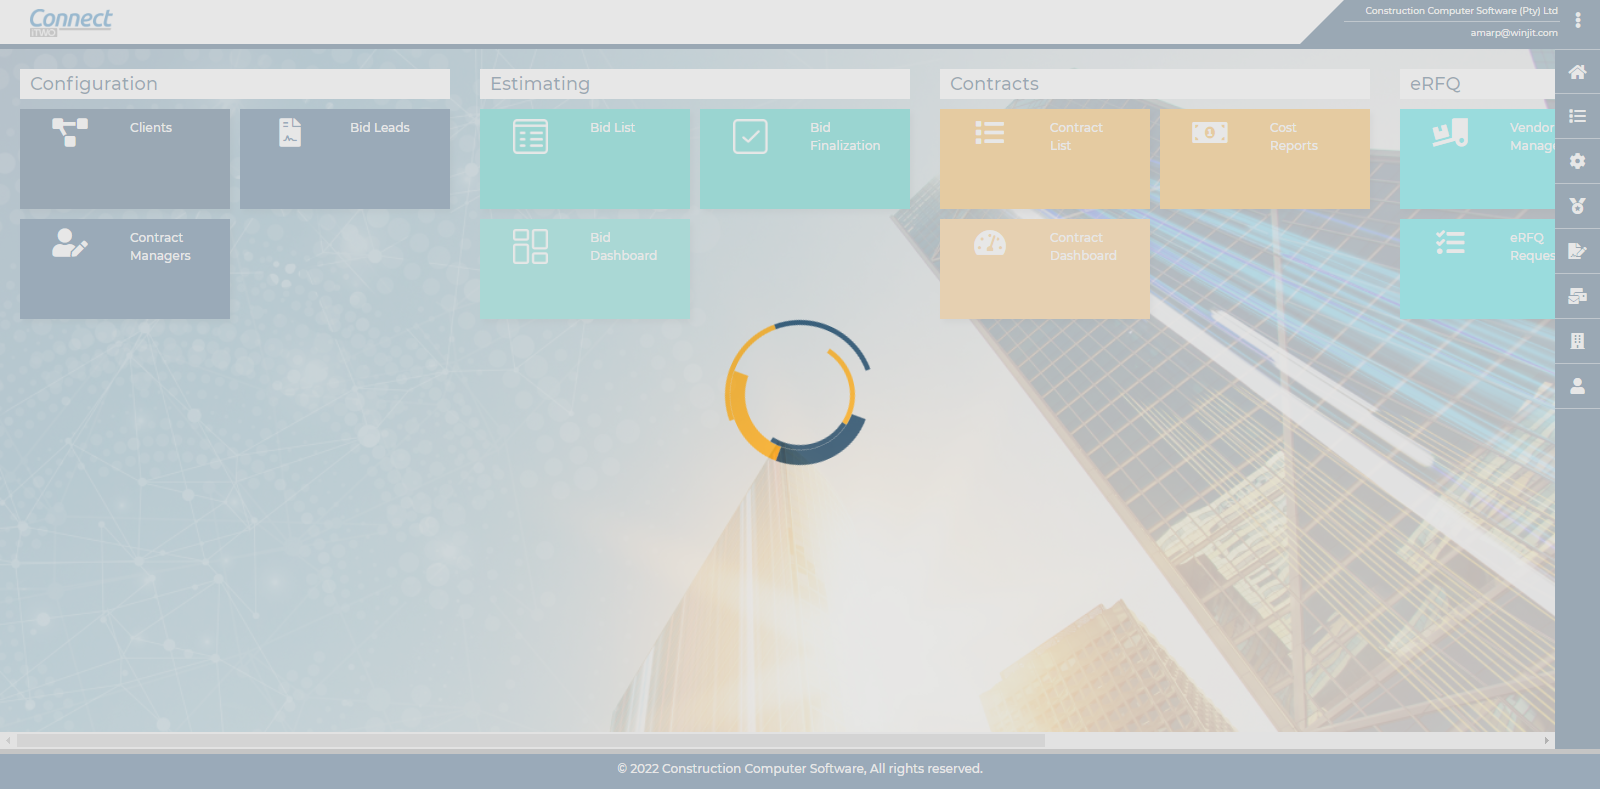 Connect
iTWO
Construction Computer Software (Pty) Ltd
amarp@winjit.com
Configuration
Estimating
Contracts
eRFQ
Clients
Bid Leads
Bid List
Bid
Finalization
Contract
List
Cost
Reports
Vendor
Manag
Contract
Managers
Bid
Dashboard
Contract
Dashboard
eRFQ
Reques
© 2022 Construction Computer Software, All rights reserved.